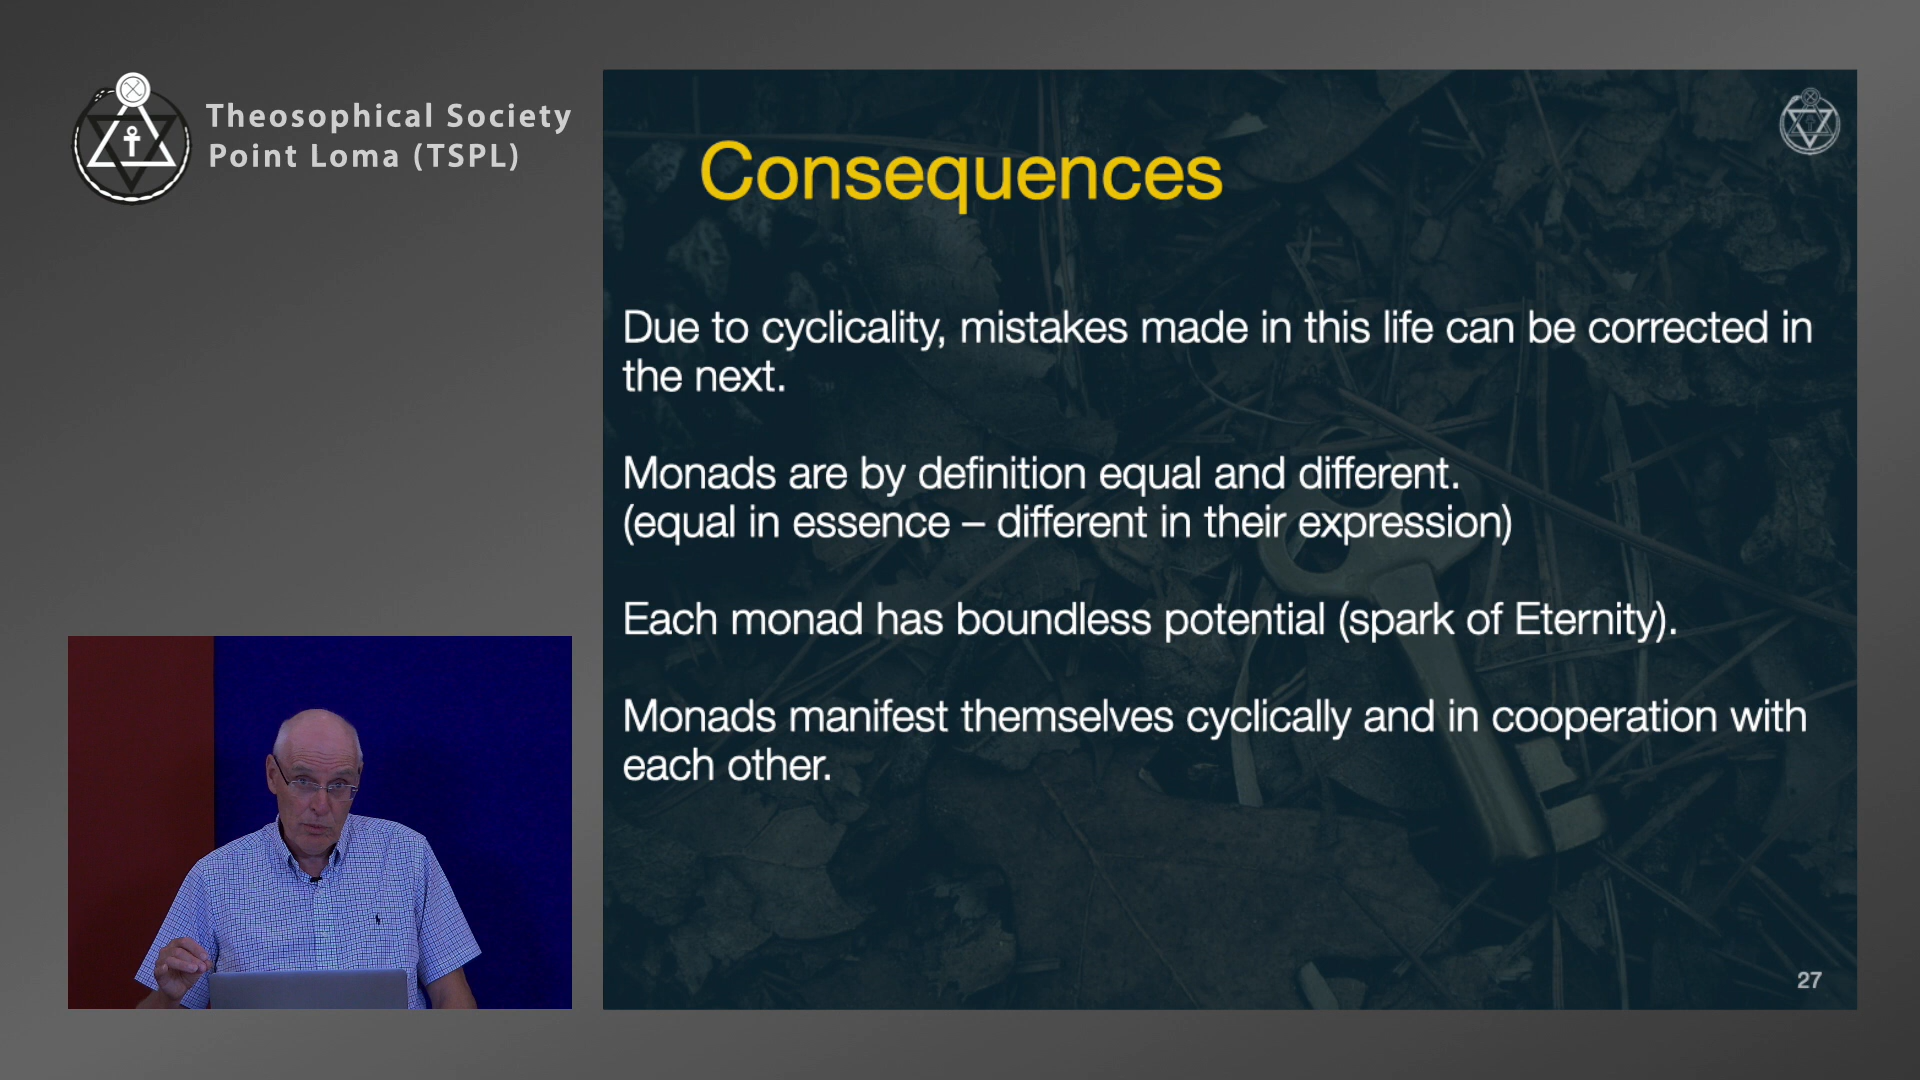 Theosophical Society
Point Loma (TSPL)
Consequences
Due to cyclicality, mistakes made in this life can be corrected in
the next.
Monads are by definition equal and different.
(equal in essence – different in their expression)
Each monad has boundless potential (spark of Eternity).
Monads manifest themselves cyclically and in cooperation with
each other.
27